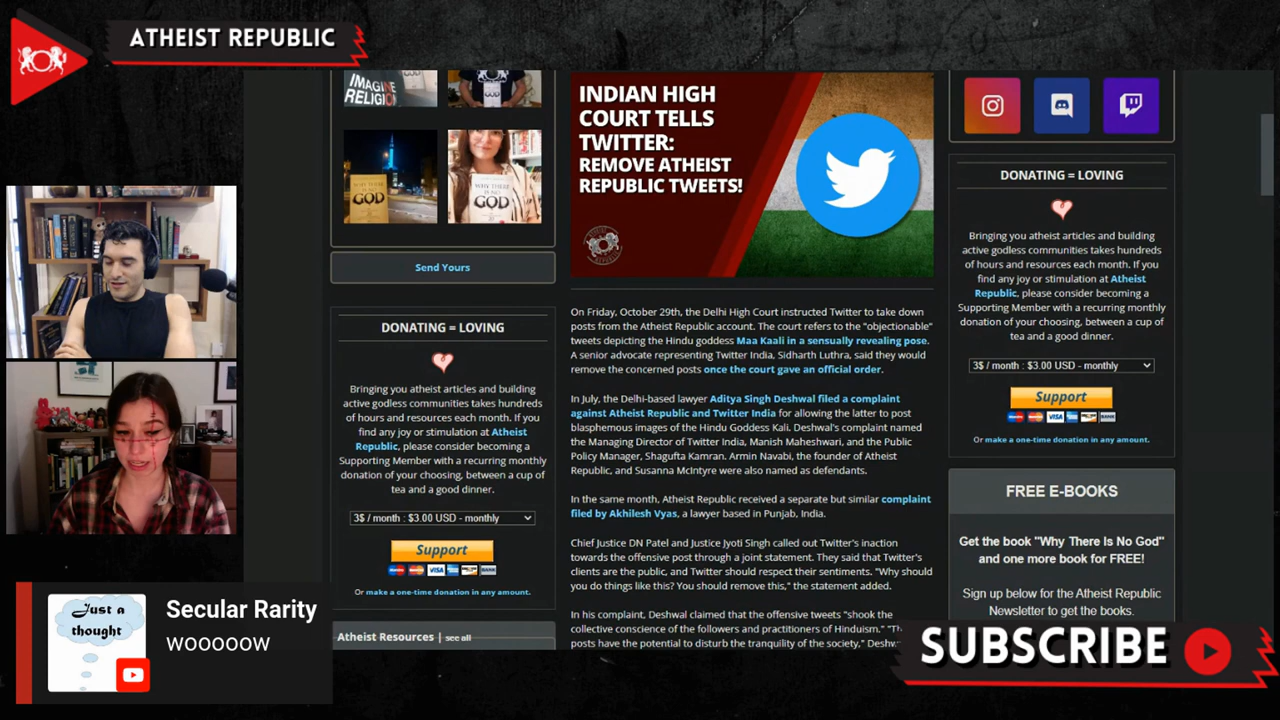 ATHEIST REPUBLIC
IMAGINE
RELIGION
WHY THERE
IS NO
GOD
WHY THERE
IS NO
GOD
Send Yours
DONATING = LOVING
Bringing you atheist articles and building
active godless communities takes hundreds
of hours and resources each month. If you
find any joy or stimulation at Atheist
Republic, please consider becoming a
Supporting Member with a recurring monthly
donation of your choosing, between a cup of
tea and a good dinner.
3$ / month : $3.00 USD - monthly
Support
VISA
BANK
Or make a one-time donation in any amount.
Atheist Resources | see all
INDIAN HIGH
COURT TELLS
TWITTER:
REMOVE ATHEIST
REPUBLIC TWEETS!
On Friday, October 29th, the Delhi High Court instructed Twitter to take down
posts from the Atheist Republic account. The court refers to the "objectionable"
tweets depicting the Hindu goddess Maa Kaali in a sensually revealing pose.
A senior advocate representing Twitter India, Sidharth Luthra, said they would
remove the concerned posts once the court gave an official order.
In July, the Delhi-based lawyer Aditya Singh Deshwal filed a complaint
against Atheist Republic and Twitter India for allowing the latter to post
blasphemous images of the Hindu Goddess Kali. Deshwal's complaint named
the Managing Director of Twitter India, Manish Maheshwari, and the Public
Policy Manager, Shagufta Kamran. Armin Navabi, the founder of Atheist
Republic, and Susanna McIntyre were also named as defendants.
In the same month, Atheist Republic received a separate but similar complaint
filed by Akhilesh Vyas, a lawyer based in Punjab, India.
Chief Justice DN Patel and Justice Jyoti Singh called out Twitter's inaction
towards the offensive post through a joint statement. They said that Twitter's
clients are the public, and Twitter should respect their sentiments. "Why should
you do things like this? You should remove this," the statement added.
In his complaint, Deshwal claimed that the offensive tweets "shook the
collective conscience of the followers and practitioners of Hinduism."
posts have the potential to disturb the tranquility of the society,"
DONATING = LOVING
Bringing you atheist articles and building
active godless communities takes hundreds
of hours and resources each month. If you
find any joy or stimulation at Atheist
Republic, please consider becoming a
Supporting Member with a recurring monthly
donation of your choosing, between a cup of
tea and a good dinner.
3$ / month : $3.00 USD - monthly
Support
VISA
BANK
Or make a one-time donation in any amount.
FREE E-BOOKS
Get the book "Why There Is No God"
and one more book for FREE!
Sign up below for the Atheist Republic
Newsletter to get the books.
Just a
thought
Secular Rarity
wooooow
SUBSCRIBE